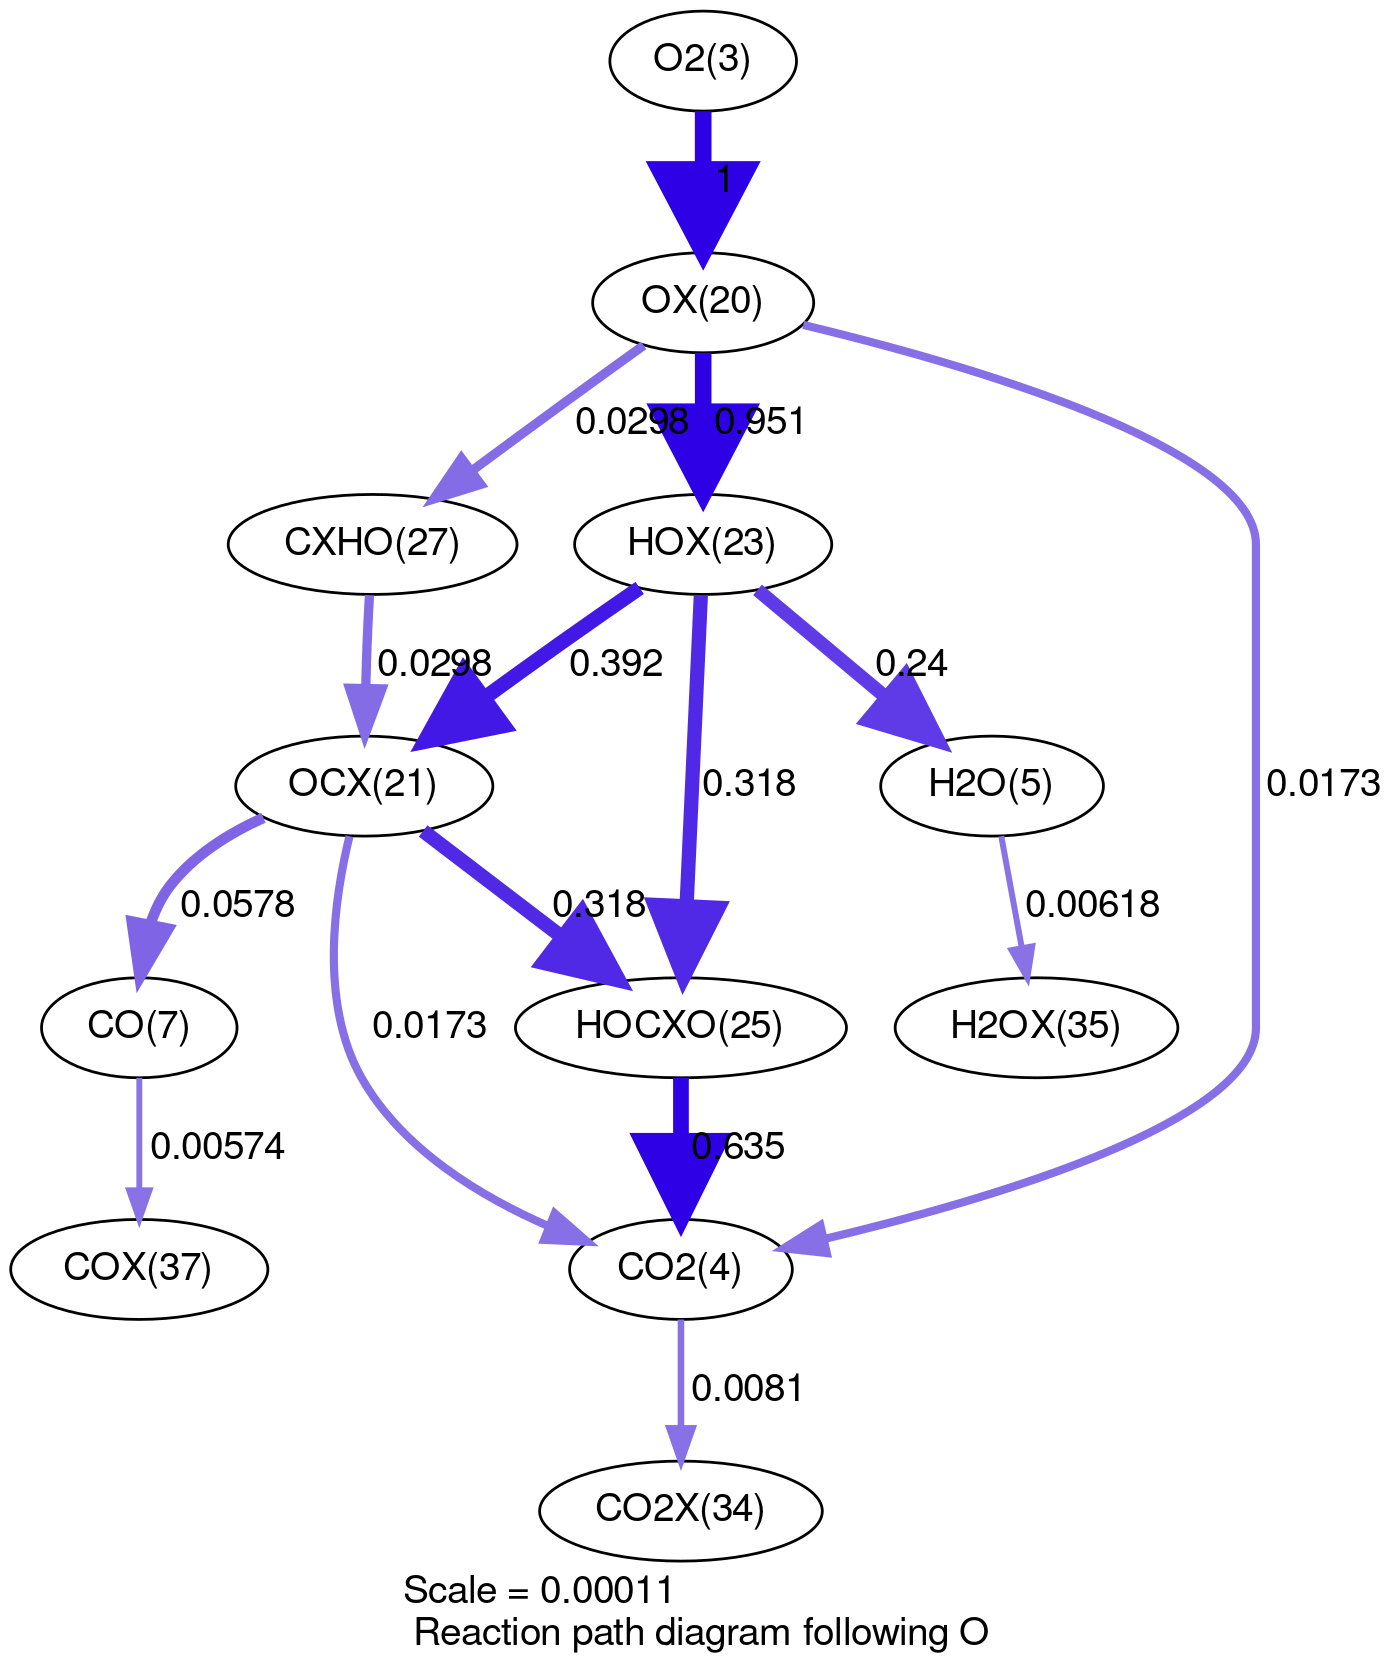 O2(3)
1
OX(20)
0.0298
0.951
CXHO(27)
HOX(23)
0.0298
0.392
0.24
OCX(21)
0.318
H2O(5)
0.0173
0.0578
0.318
0.00618
CO(7)
0.0173
HOCXO(25)
H2OX(35)
0.00574
0.635
COX(37)
CO2(4)
0.0081
CO2X(34)
Scale = 0.00011
Reaction path diagram following O